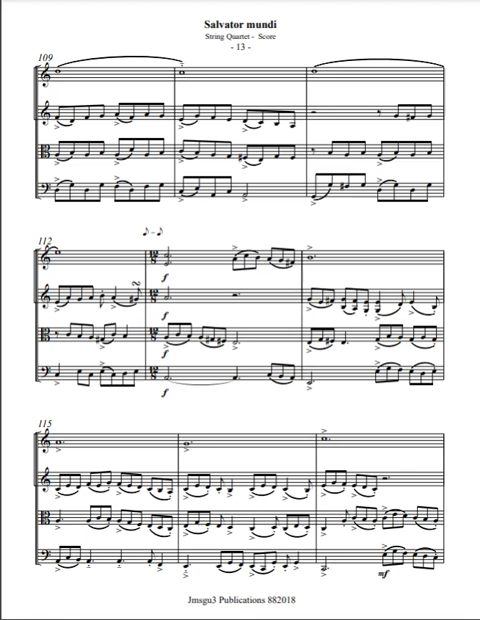 Salvator mundi
String Quartet - Score
- 13 -
109
112
f
f
f
f
115
mf
Jmsgu3 Publications 882018